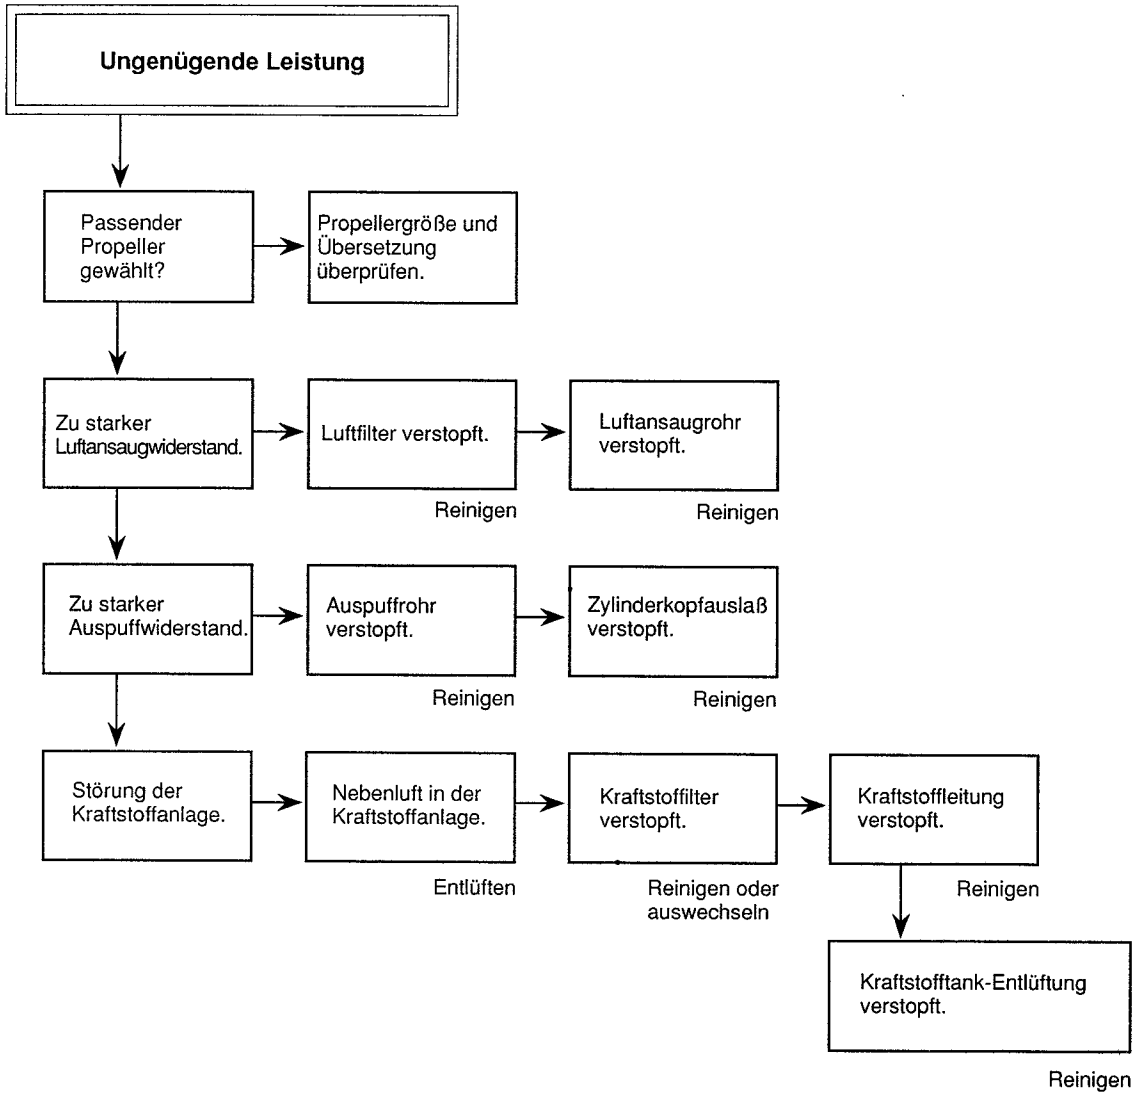 Ungenügende Leistung
Passender
Propeller
gewählt?
Propellergröße und
Übersetzung
überprüfen.
Zu starker
Luftansaugwiderstand.
Luftfilter verstopft.
Reinigen
Luftansaugrohr
verstopft.
Reinigen
Zu starker
Auspuffwiderstand.
Auspuffrohr
verstopft.
Reinigen
Zylinderkopfauslaß
verstopft.
Reinigen
Störung der
Kraftstoffanlage.
Nebenluft in der
Kraftstoffanlage.
Entlüften
Kraftstoffilter
verstopft.
Reinigen oder
auswechseln
Kraftstoffleitung
verstopft.
Reinigen
Kraftstofftank-Entlüftung
verstopft.
Reinigen